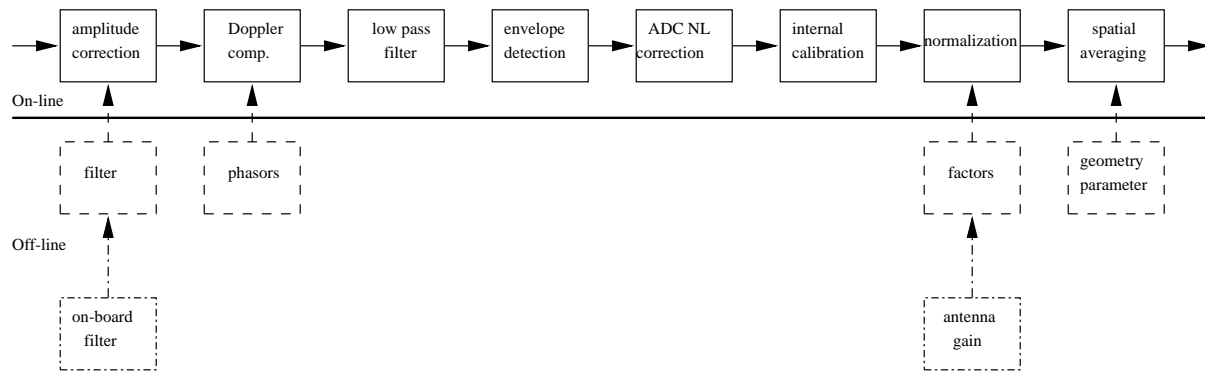 amplitude
correction
Doppler
comp.
low pass
filter
envelope
detection
ADC NL
correction
internal
calibration
normalization
spatial
averaging
On-line
filter
phasors
factors
geometry
parameter
Off-line
on-board
filter
antenna
gain